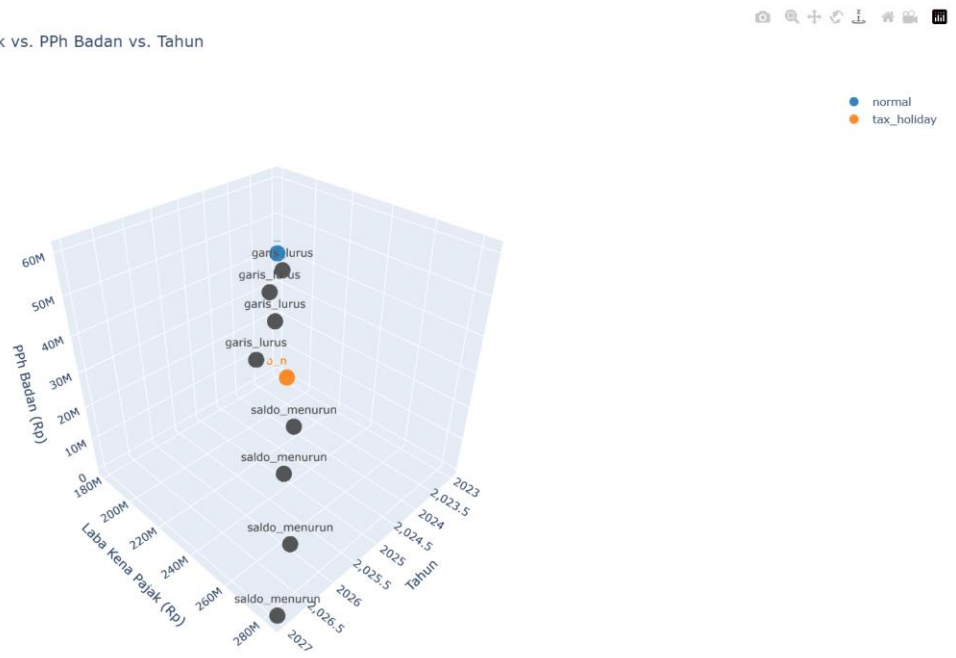 vs. PPh Badan vs. Tahun
normal
tax_holiday
garis_lurus
garis_lurus
garis_lurus
garis_lurus
saldo_menurun
saldo_menurun
saldo_menurun
saldo_menurun
60M
50M
40M
30M
20M
10M
0
PPh Badan (Rp)
180M
200M
220M
240M
260M
280M
Laba Kena Pajak (Rp)
2023
2,023.5
2024
2,024.5
2025
2,025.5
2026
2,026.5
2027
Tahun